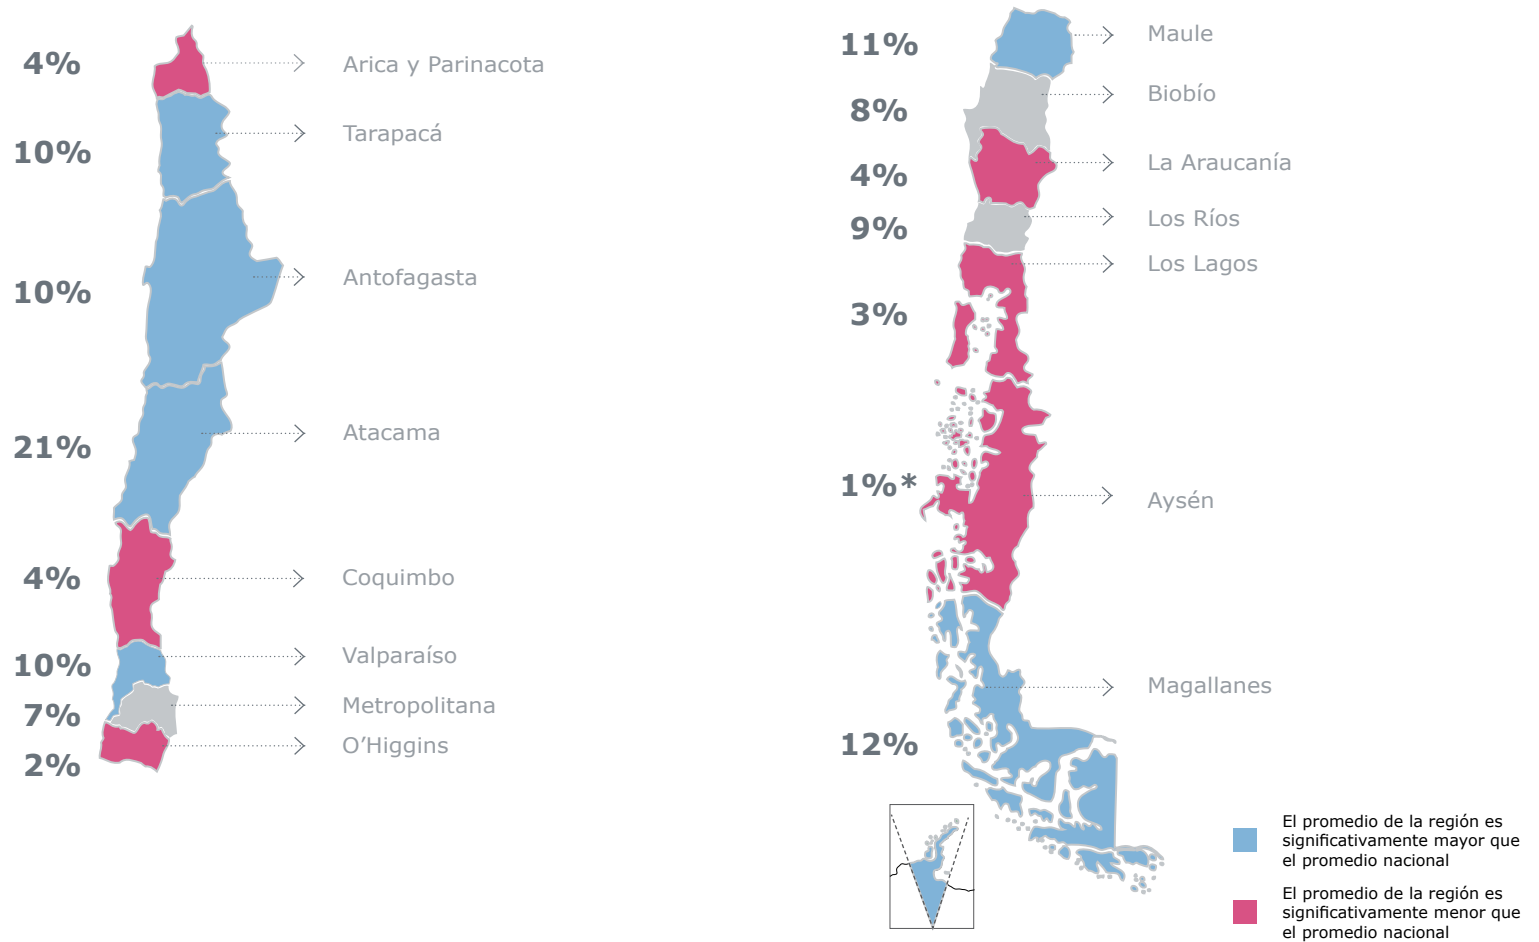 4%
Arica y Parinacota
10%
Tarapacá
10%
Antofagasta
21%
Atacama
4%
Coquimbo
10%
Valparaíso
7%
Metropolitana
2%
O’Higgins
11%
Maule
8%
Biobío
4%
La Araucanía
9%
Los Ríos
3%
Los Lagos
1%*
Aysén
12%
Magallanes
El promedio de la región es
significativamente mayor que
el promedio nacional
El promedio de la región es
significativamente menor que
el promedio nacional